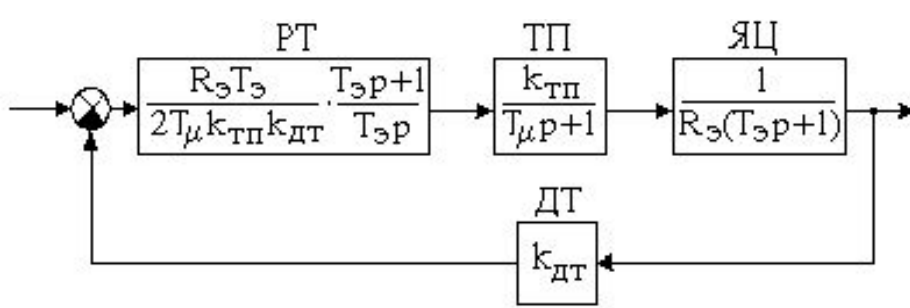 РТ ТП ЯЦ
RэTэ/2Tμkтпkдт · Tэp+1/Tэp kтп/Tμp+1 1/Rэ(Tэp+1)
ДТ
kдт